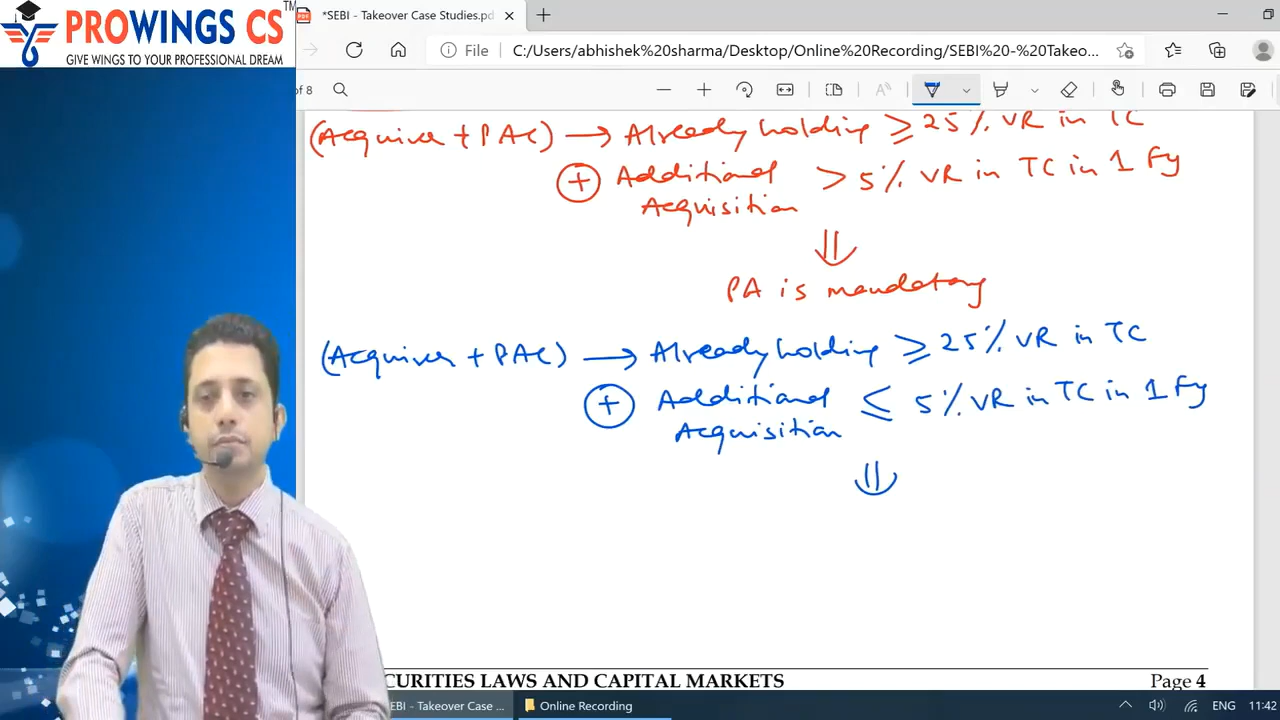 PROWINGS CS™
GIVE WINGS TO YOUR PROFESSIONAL DREAM
*SEBI - Takeover Case Studies.pd
File
C:/Users/abhishek%20sharma/Desktop/Online%20Recording/SEBI%20-%20Takeo...
of 8
(Acquirer + PAC) → Already holding ≥ 25% VR in TC
+ Additional Acquisition > 5% VR in TC in 1 Fy
⇓
PA is mandatory
(Acquirer + PAC) → Already holding ≥ 25% VR in TC
+ Additional Acquisition ≤ 5% VR in TC in 1 Fy
⇓
CURITIES LAWS AND CAPITAL MARKETS Page 4
EBI - Takeover Case ...
Online Recording
ENG
11:42